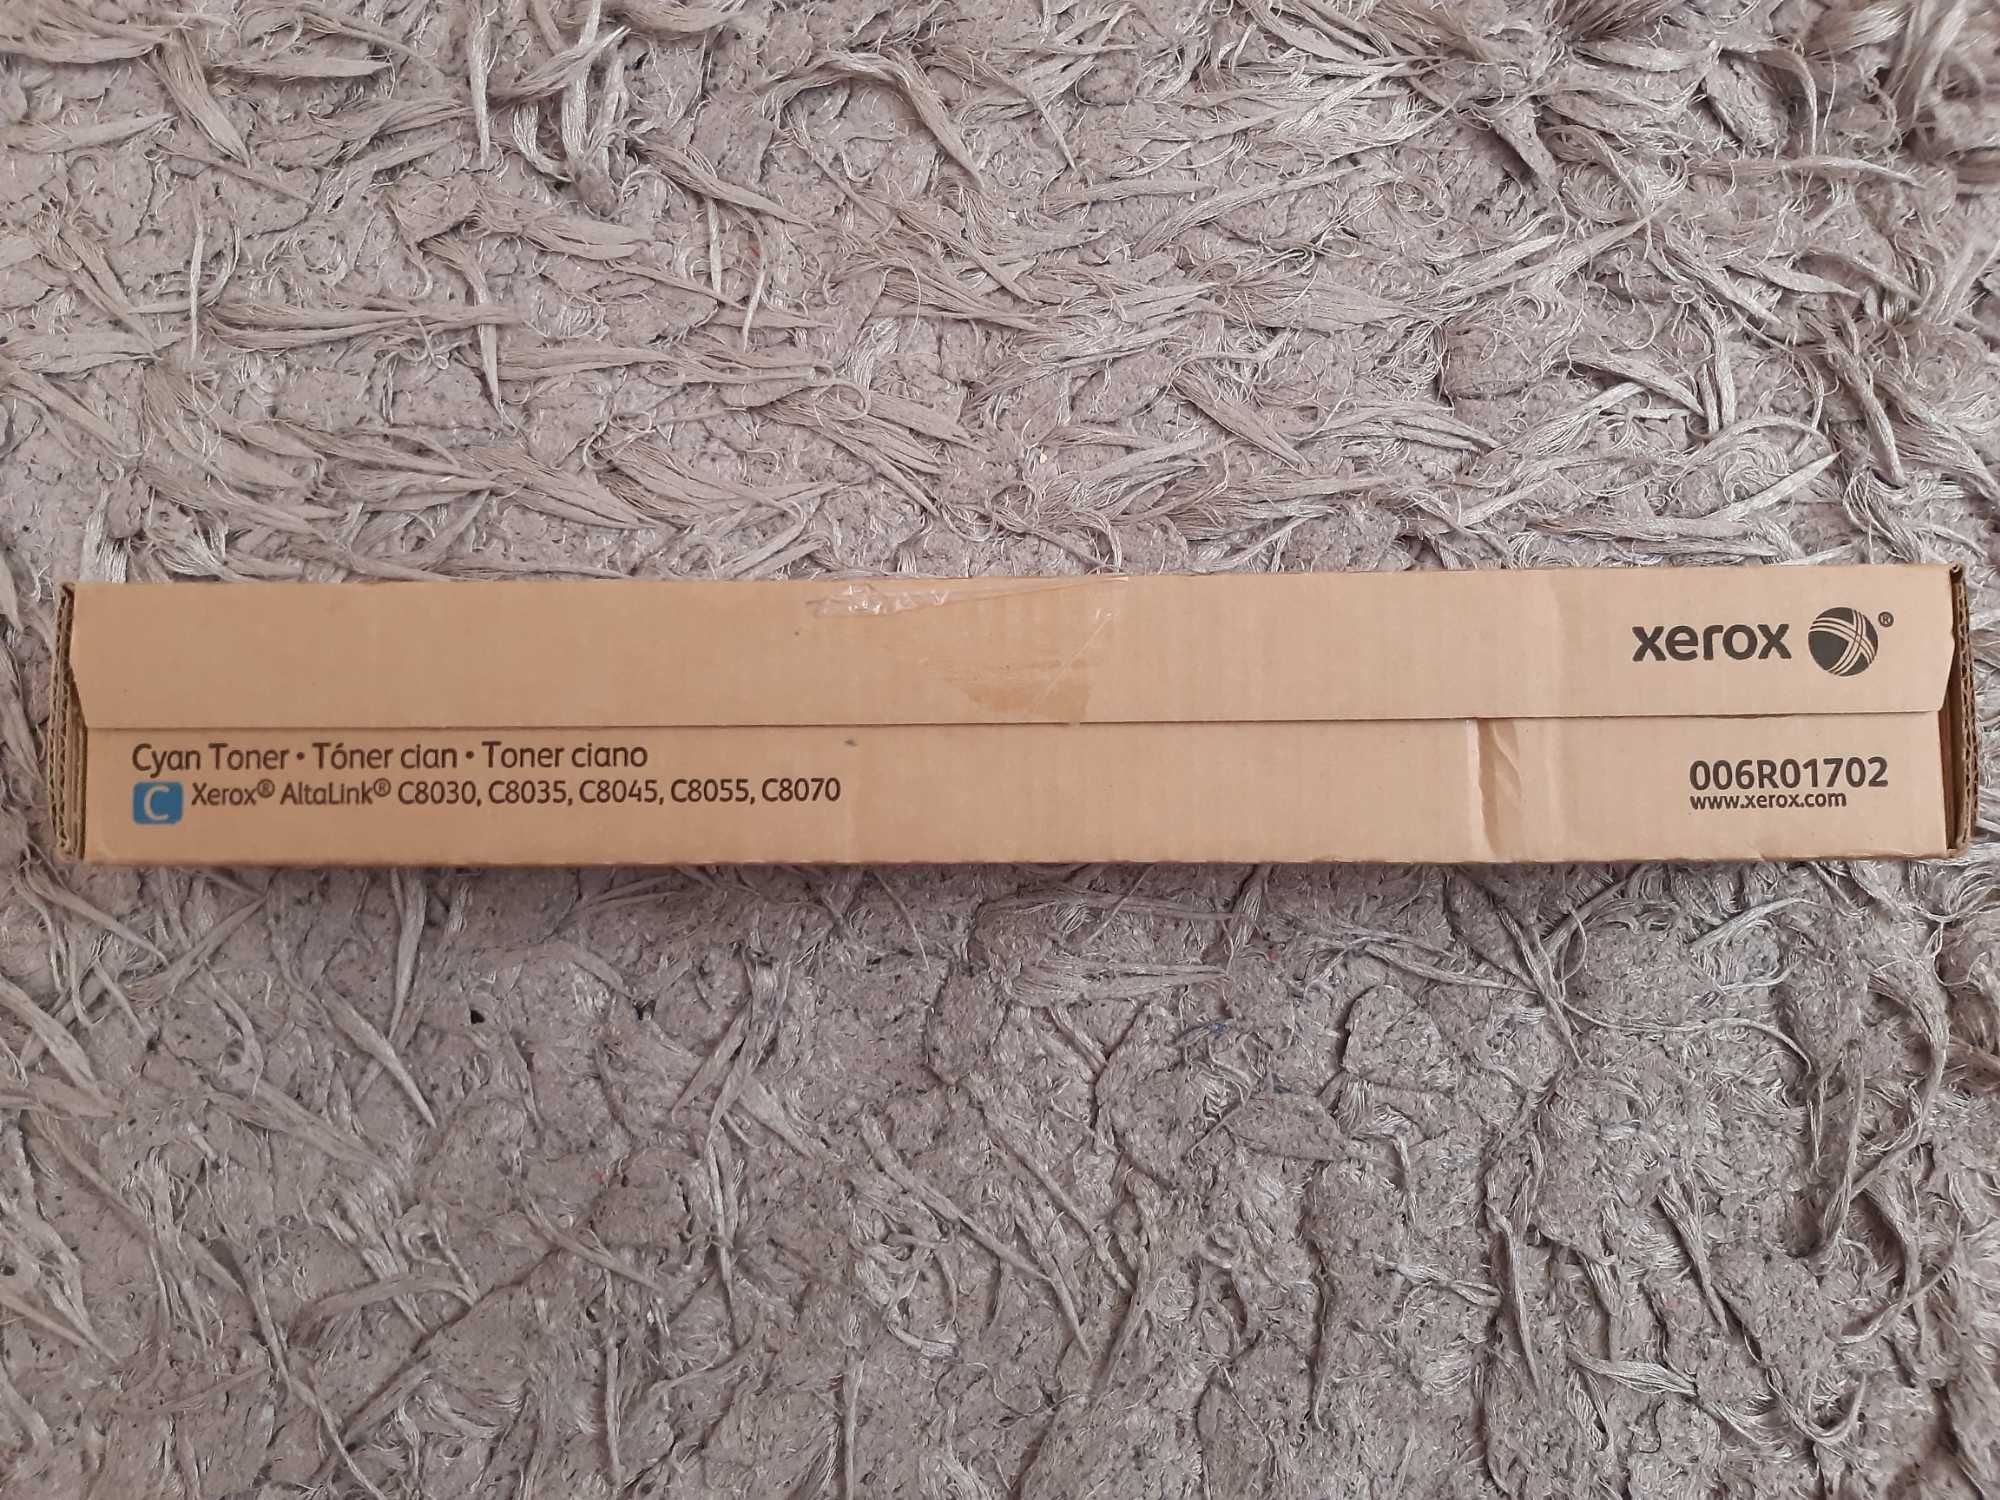 xerox ®
Cyan Toner • Tóner cian • Toner ciano
C Xerox® AltaLink® C8030, C8035, C8045, C8055, C8070
006R01702
www.xerox.com